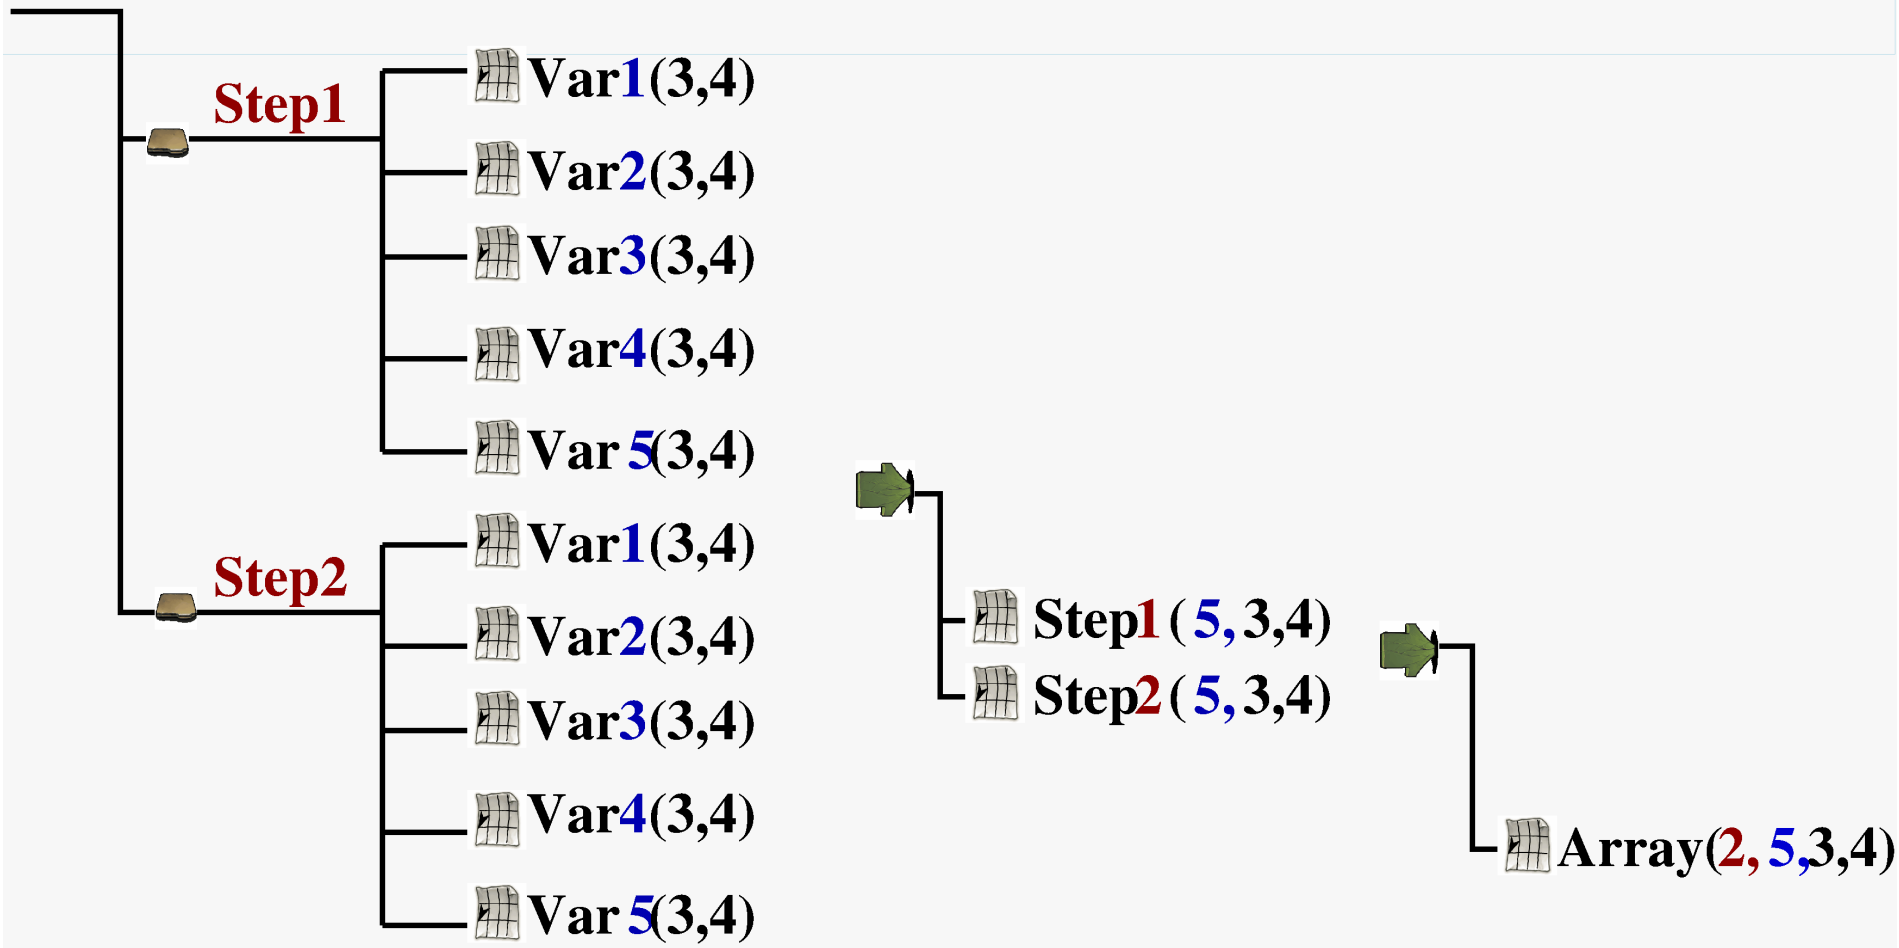 Step1
Var1(3,4)
Var2(3,4)
Var3(3,4)
Var4(3,4)
Var 5(3,4)
Step2
Var1(3,4)
Var2(3,4)
Var3(3,4)
Var4(3,4)
Var 5(3,4)
Step1 ( 5, 3,4)
Step2 ( 5, 3,4)
Array(2, 5,3,4)